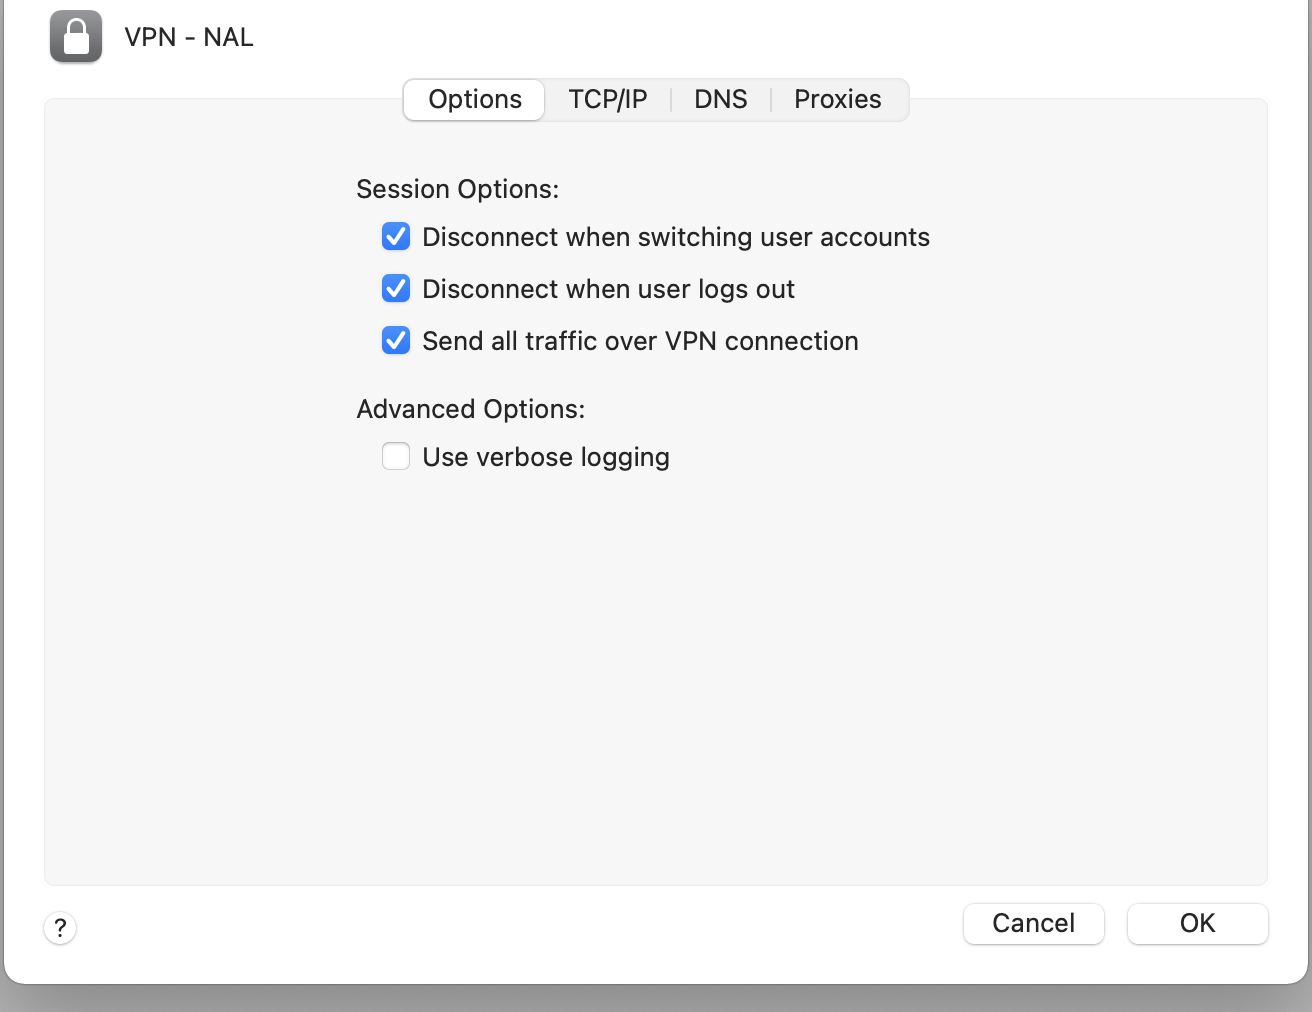 VPN - NAL
Options TCP/IP DNS Proxies
Session Options:
Disconnect when switching user accounts
Disconnect when user logs out
Send all traffic over VPN connection
Advanced Options:
Use verbose logging
? Cancel OK